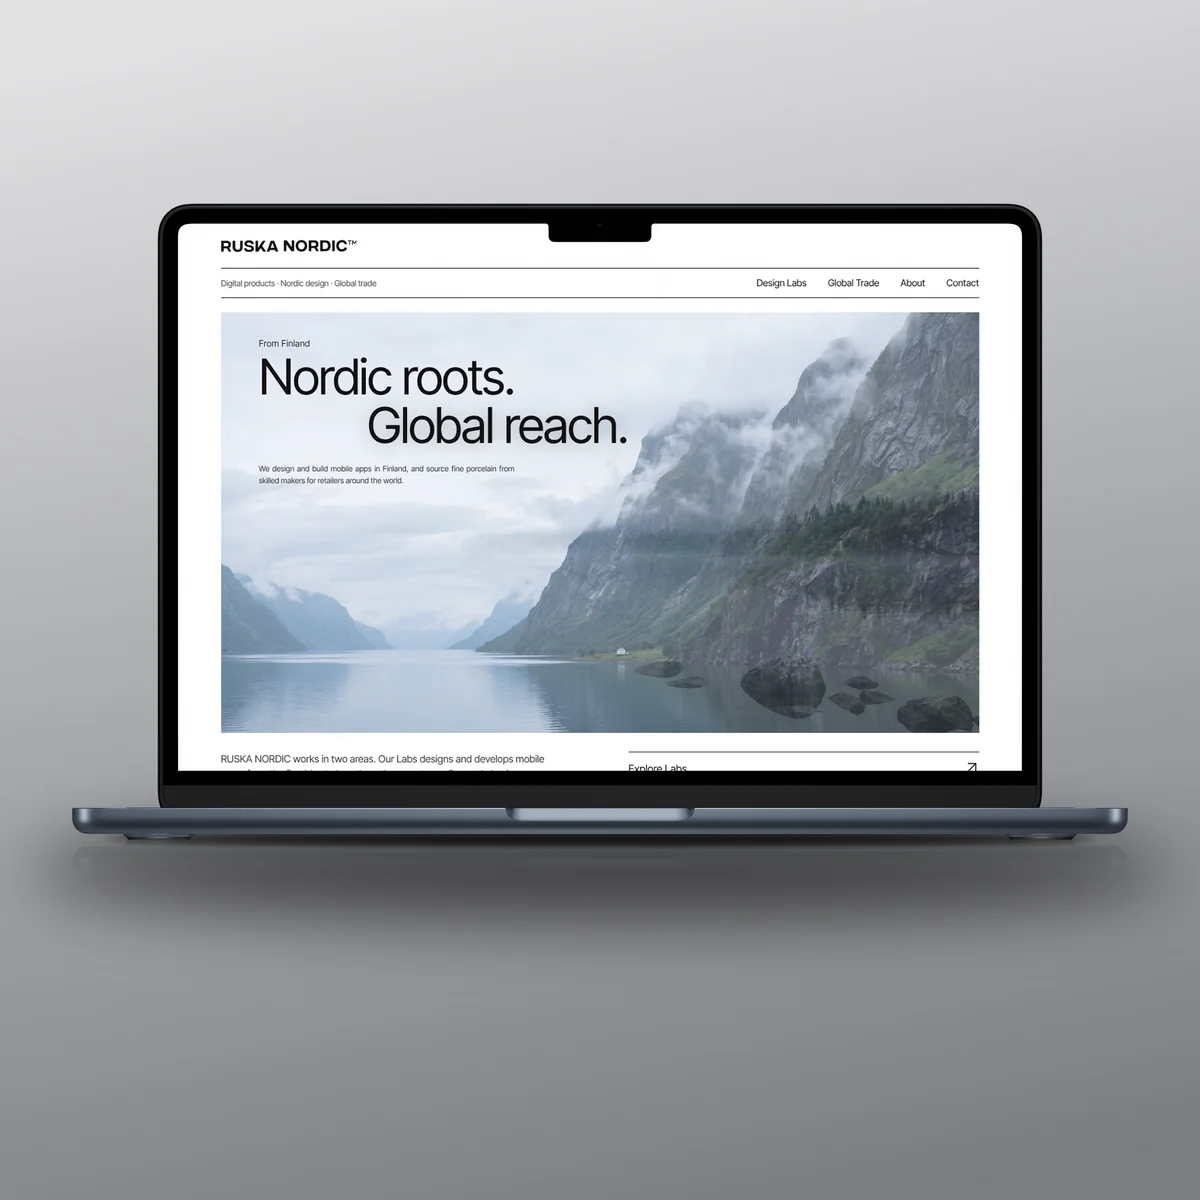 RUSKA NORDIC™
Digital products · Nordic design · Global trade
Design Labs
Global Trade
About
Contact
From Finland
Nordic roots.
Global reach.
We design and build mobile apps in Finland, and source fine porcelain from
skilled makers for retailers around the world.
RUSKA NORDIC works in two areas. Our Labs designs and develops mobile
Explore Labs